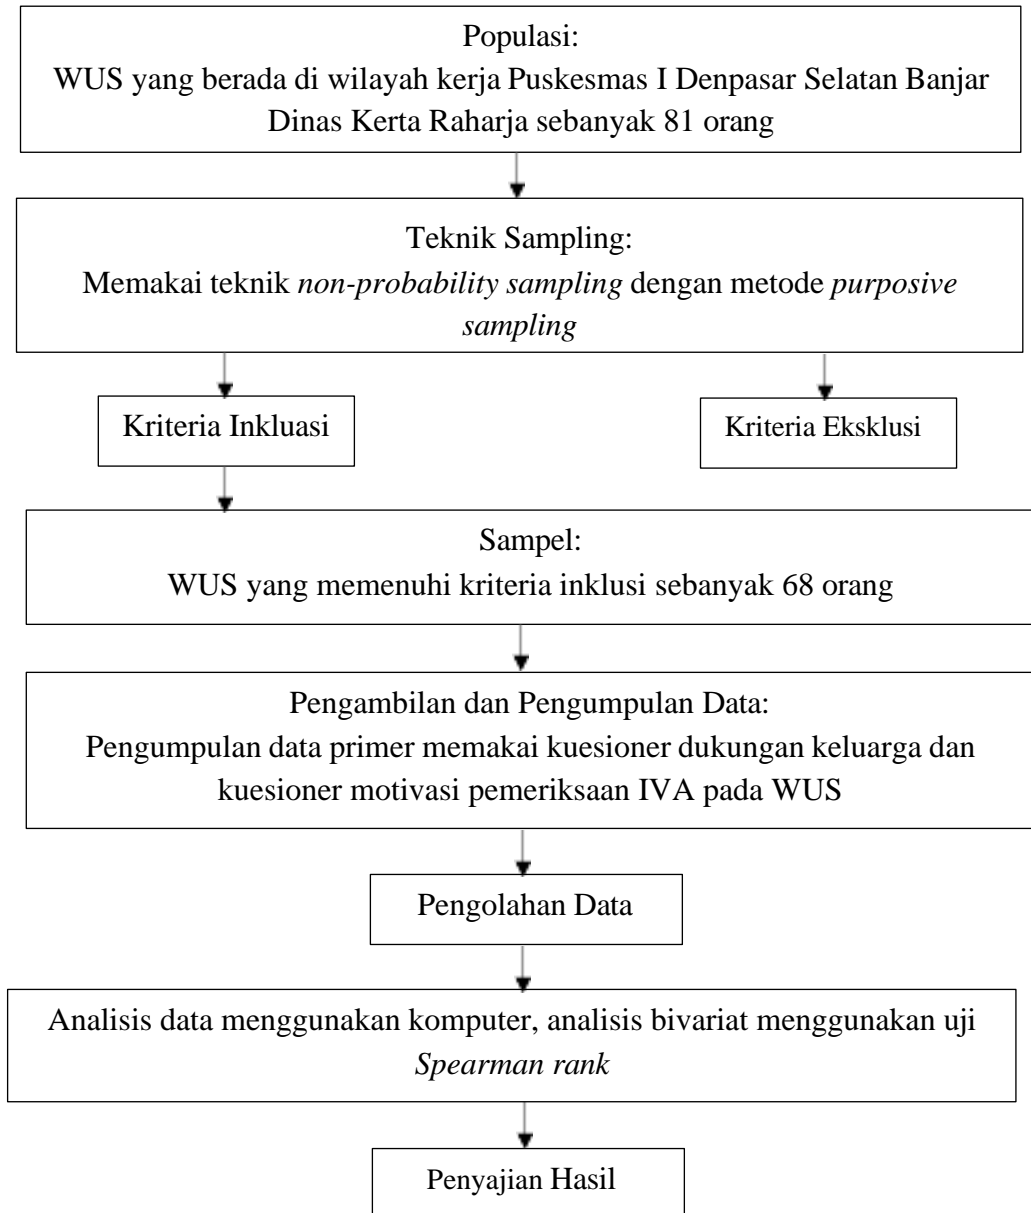 Populasi:
WUS yang berada di wilayah kerja Puskesmas I Denpasar Selatan Banjar
Dinas Kerta Raharja sebanyak 81 orang
Teknik Sampling:
Memakai teknik non-probability sampling dengan metode purposive
sampling
Kriteria Inkluasi
Kriteria Eksklusi
Sampel:
WUS yang memenuhi kriteria inklusi sebanyak 68 orang
Pengambilan dan Pengumpulan Data:
Pengumpulan data primer memakai kuesioner dukungan keluarga dan
kuesioner motivasi pemeriksaan IVA pada WUS
Pengolahan Data
Analisis data menggunakan komputer, analisis bivariat menggunakan uji
Spearman rank
Penyajian Hasil